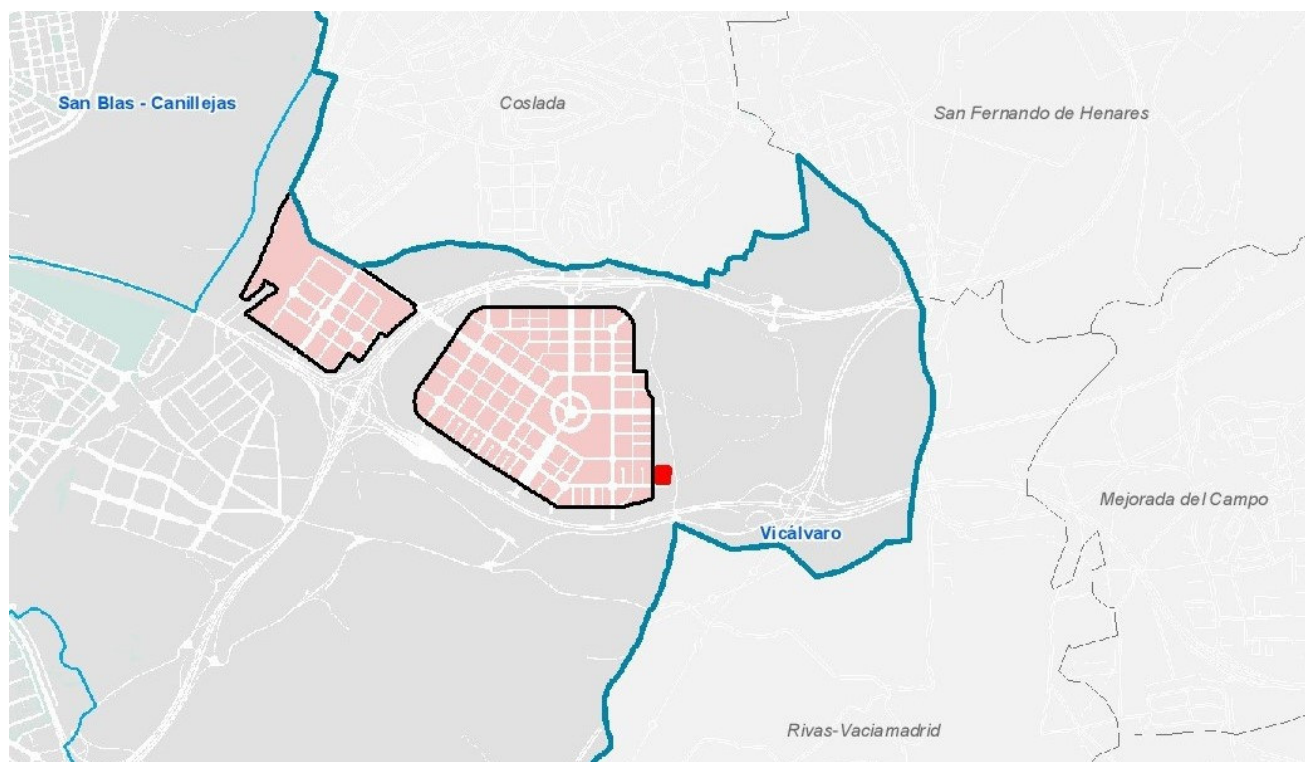 San Blas - Canillejas
Coslada
San Fernando de Henares
Mejorada del Campo
Vicálvaro
Rivas-Vaciamadrid